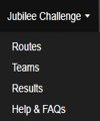 Jubilee Challenge
Routes
Teams
Results
Help & FAQs